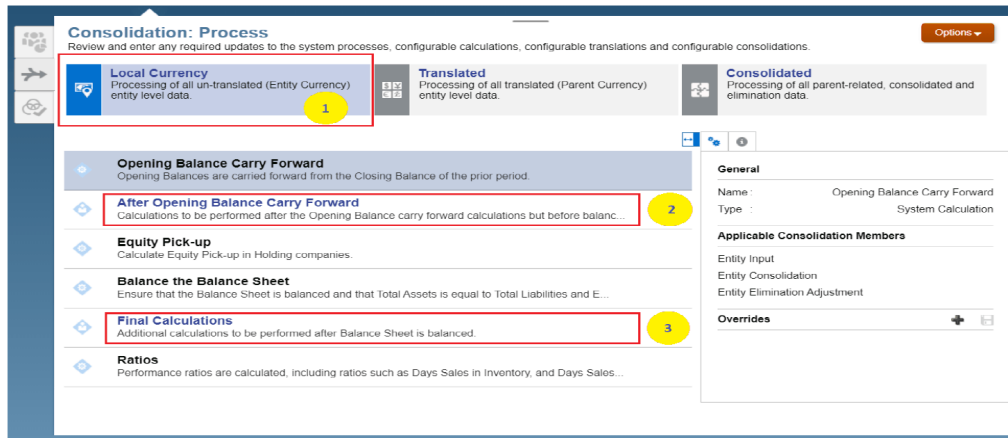 Consolidation: Process
Review and enter any required updates to the system processes, configurable calculations, configurable translations and configurable consolidations.
Options
Local Currency
Processing of all un-translated (Entity Currency)
entity level data.
1
Translated
Processing of all translated (Parent Currency)
entity level data.
Consolidated
Processing of all parent-related, consolidated and
elimination data.
Opening Balance Carry Forward
Opening Balances are carried forward from the Closing Balance of the prior period.
After Opening Balance Carry Forward
Calculations to be performed after the Opening Balance carry forward calculations but before balanc...
2
Equity Pick-up
Calculate Equity Pick-up in Holding companies.
Balance the Balance Sheet
Ensure that the Balance Sheet is balanced and that Total Assets is equal to Total Liabilities and E...
Final Calculations
Additional calculations to be performed after Balance Sheet is balanced.
3
Ratios
Performance ratios are calculated, including ratios such as Days Sales in Inventory, and Days Sales...
General
Name : Opening Balance Carry Forward
Type : System Calculation
Applicable Consolidation Members
Entity Input
Entity Consolidation
Entity Elimination Adjustment
Overrides